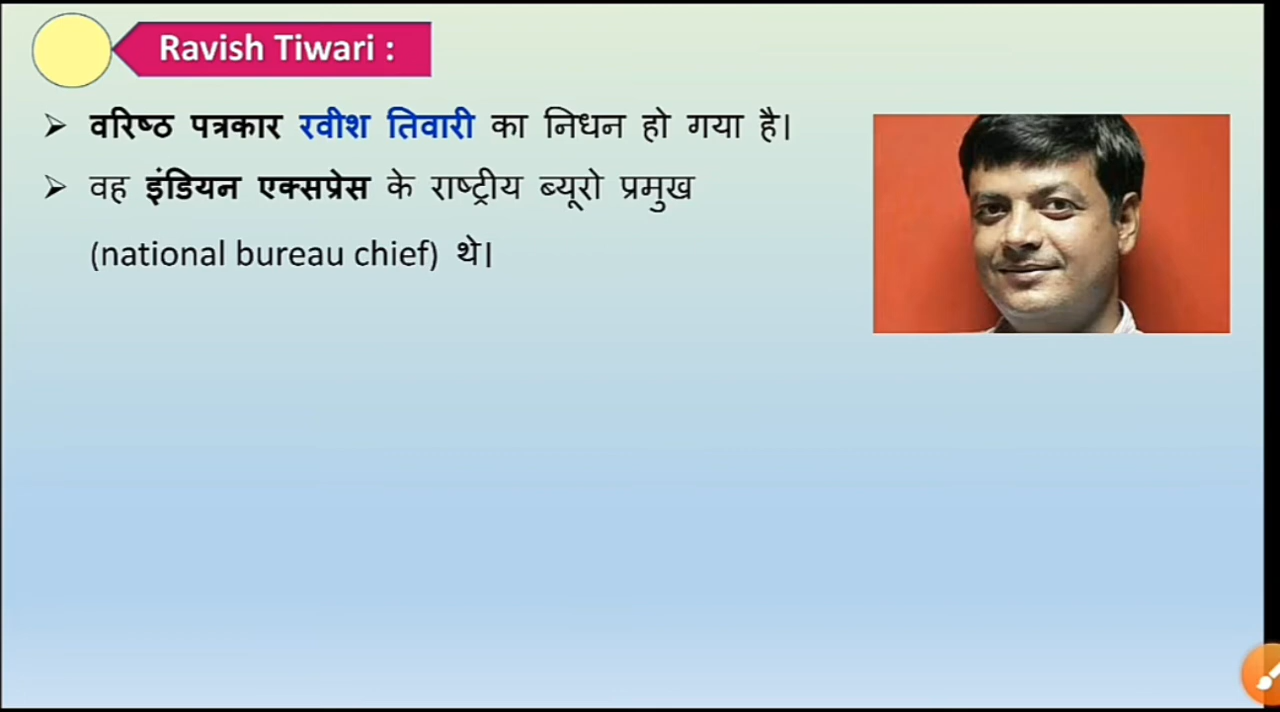 Ravish Tiwari :
वरिष्ठ पत्रकार रवीश तिवारी का निधन हो गया है।
वह इंडियन एक्सप्रेस के राष्ट्रीय ब्यूरो प्रमुख
(national bureau chief) थे।